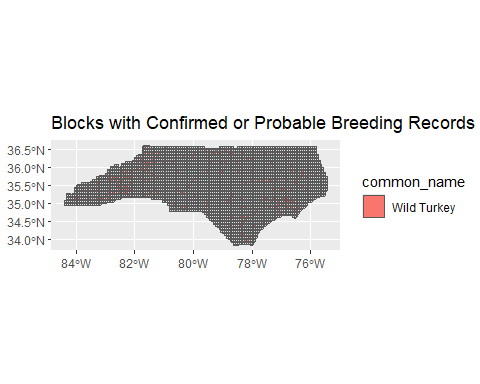 Blocks with Confirmed or Probable Breeding Records
36.5°N
36.0°N
35.5°N
35.0°N
34.5°N
34.0°N
84°W 82°W 80°W 78°W 76°W
common_name
Wild Turkey